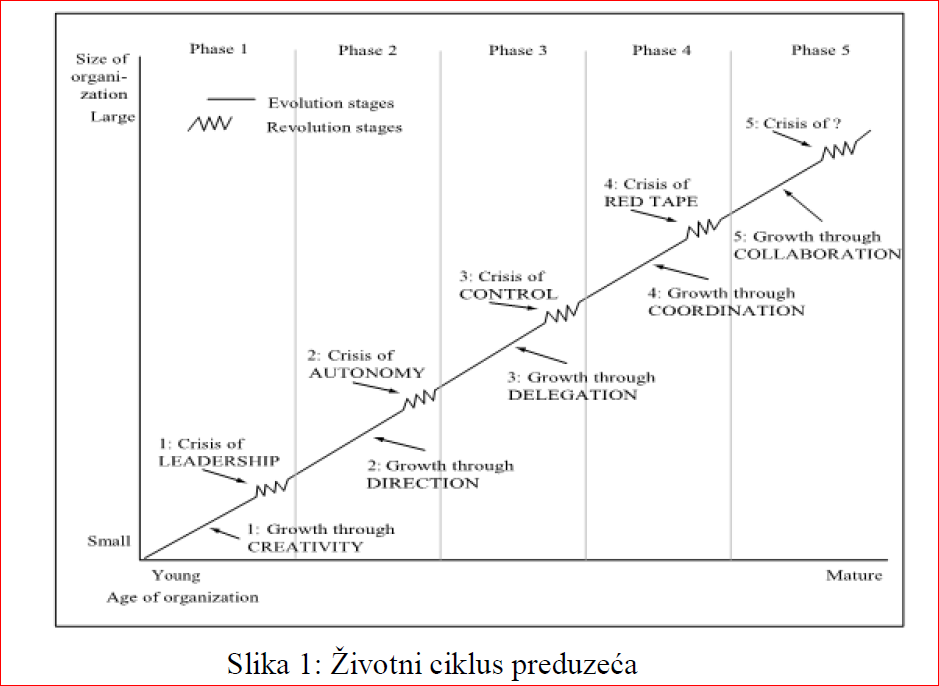 Phase 1
Phase 2
Phase 3
Phase 4
Phase 5
Size of
organi-
zation
Large
Evolution stages
Revolution stages
5: Crisis of ?
4: Crisis of
RED TAPE
5: Growth through
COLLABORATION
3: Crisis of
CONTROL
4: Growth through
COORDINATION
2: Crisis of
AUTONOMY
3: Growth through
DELEGATION
1: Crisis of
LEADERSHIP
2: Growth through
DIRECTION
1: Growth through
CREATIVITY
Small
Young
Mature
Age of organization
Slika 1: Životni ciklus preduzeća